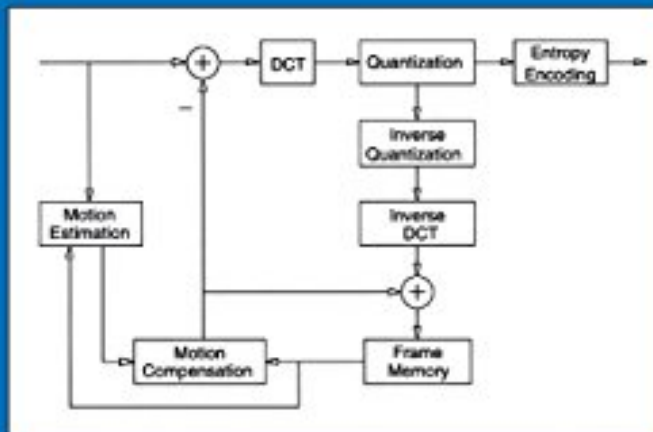 +
DCT
Quantization
Entropy
Encoding
−
Inverse
Quantization
Motion
Estimation
Inverse
DCT
+
Motion
Compensation
Frame
Memory